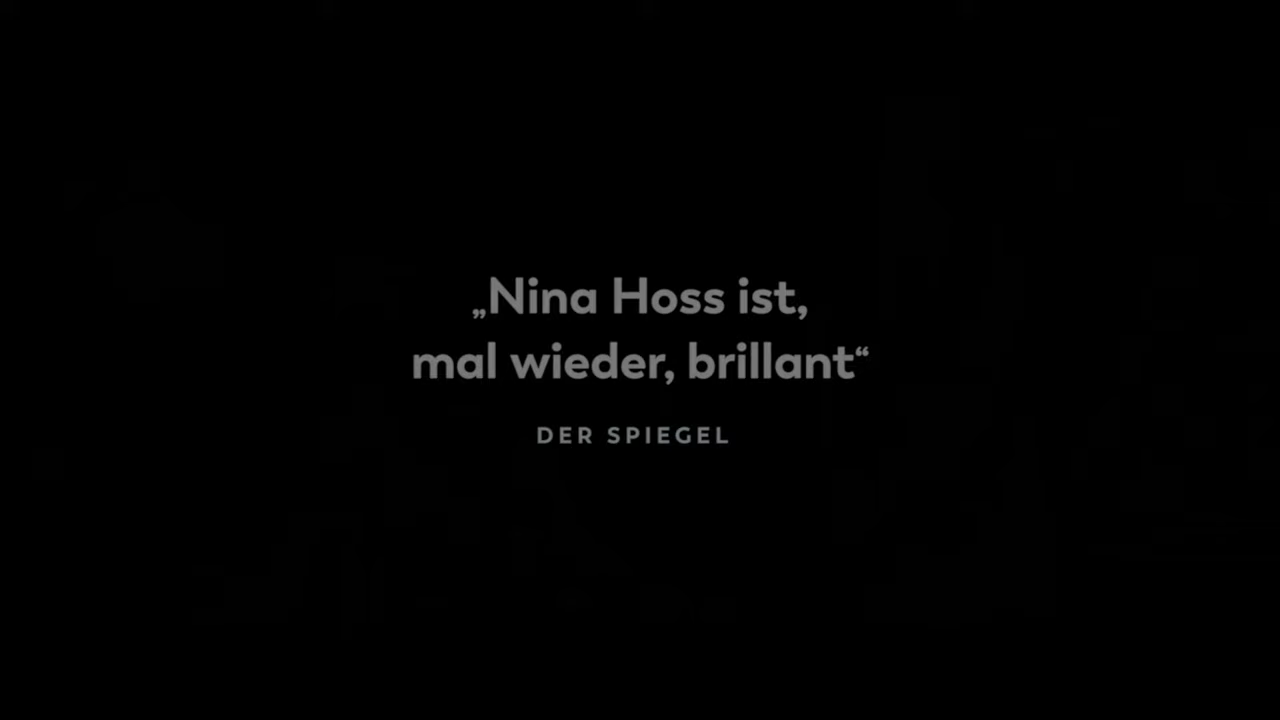 „Nina Hoss ist,
mal wieder, brillant“
DER SPIEGEL